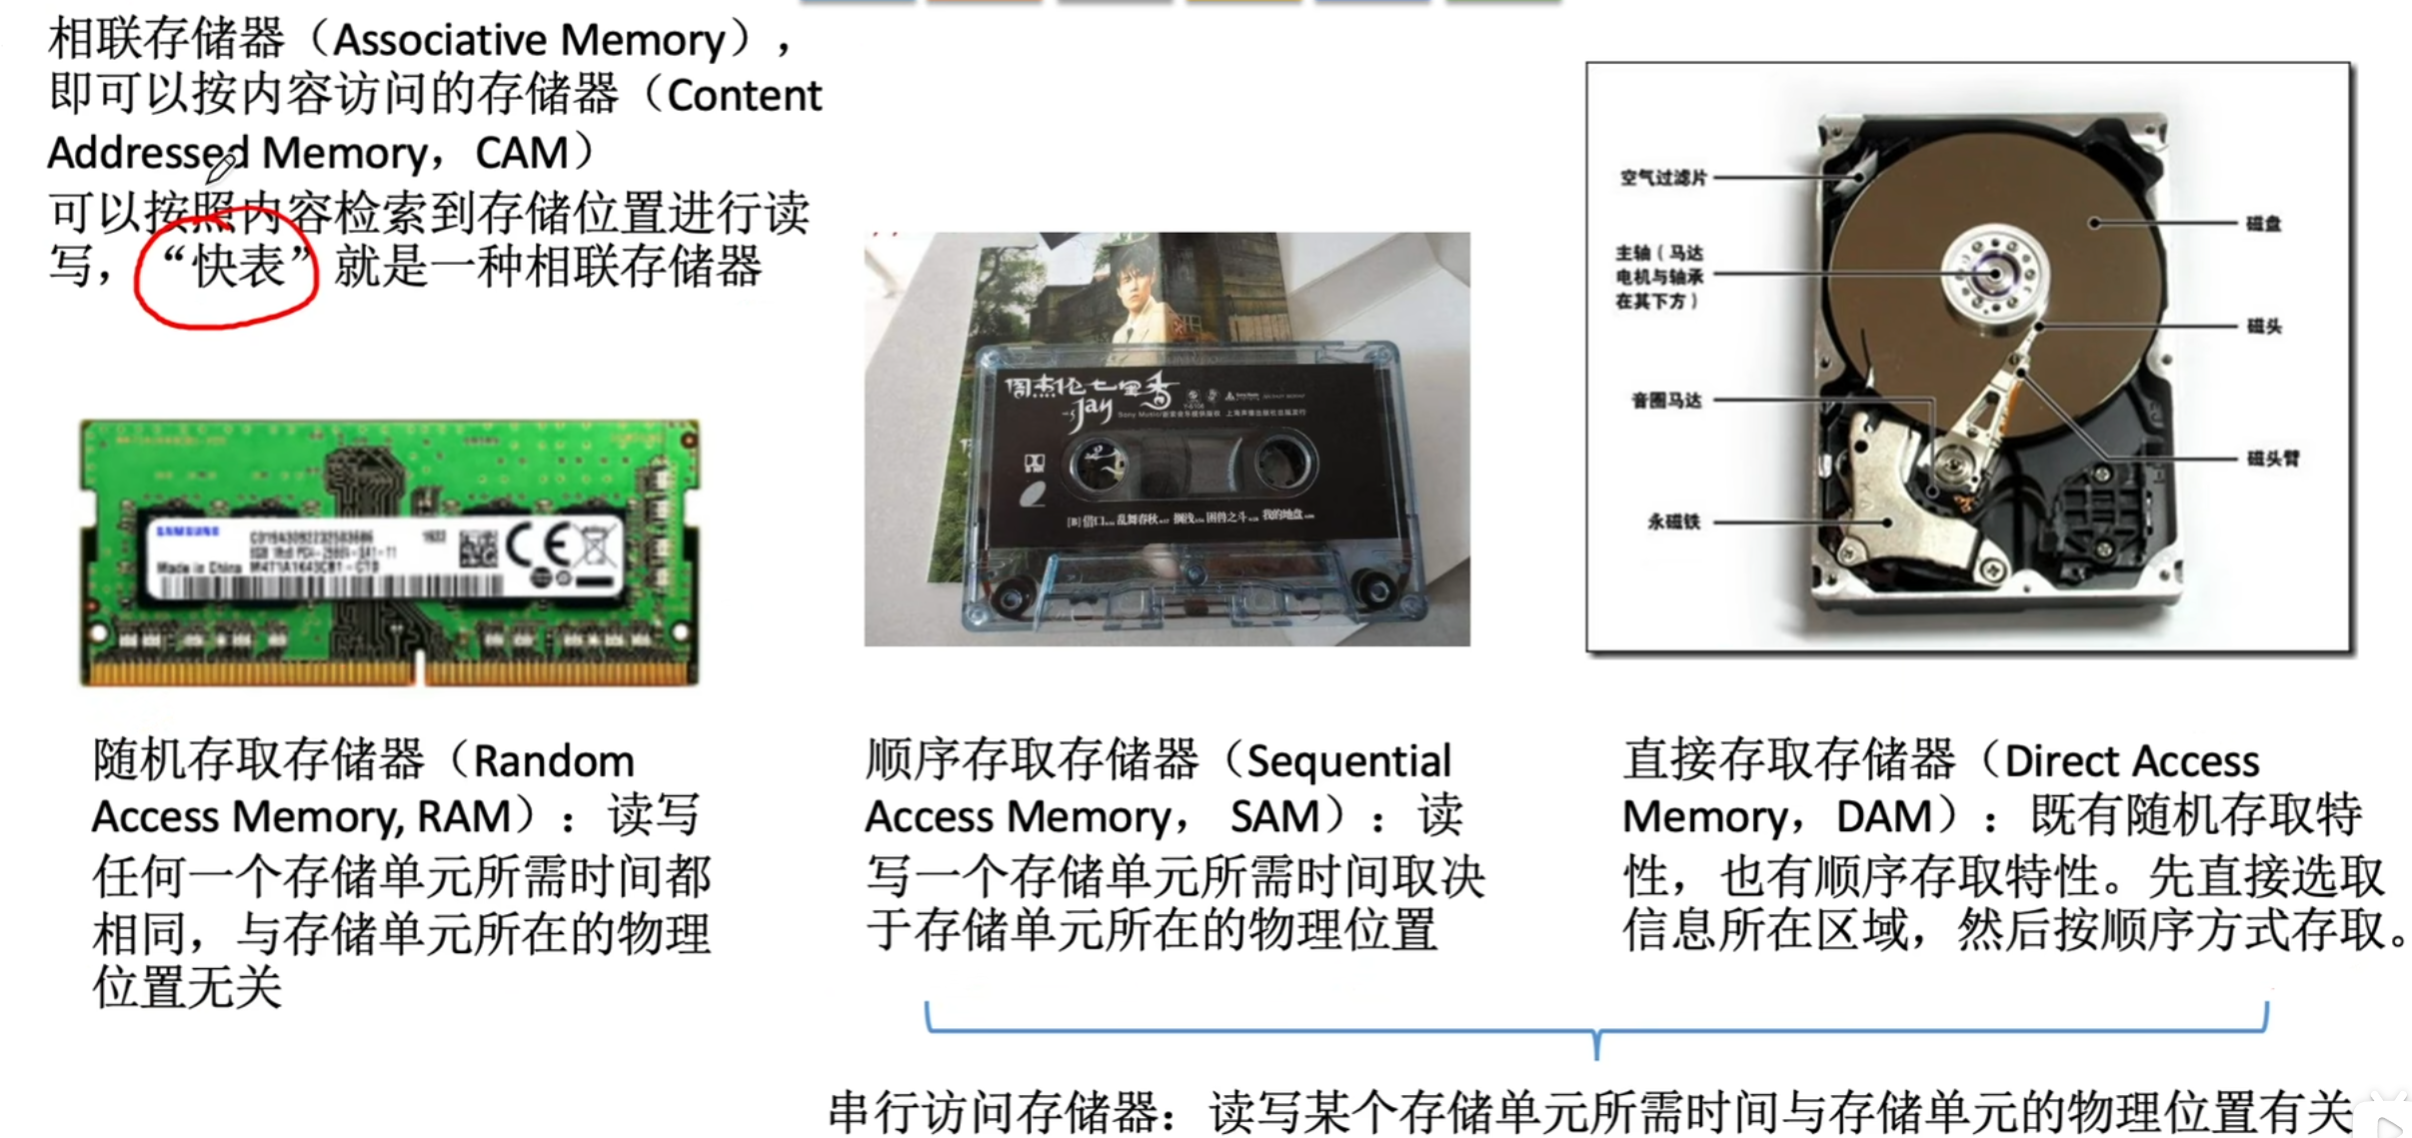 相联存储器（Associative Memory），
即可以按内容访问的存储器（Content
Addressed Memory，CAM）
可以按照内容检索到存储位置进行读
写，“快表”就是一种相联存储器
SAMSUNG
Made in China
周杰伦七里香
Jay
空气过滤片
主轴（马达
电机与轴承
在其下方）
音圈马达
永磁铁
磁盘
磁头
磁头臂
随机存取存储器（Random
Access Memory, RAM）：读写
任何一个存储单元所需时间都
相同，与存储单元所在的物理
位置无关
顺序存取存储器（Sequential
Access Memory， SAM）：读
写一个存储单元所需时间取决
于存储单元所在的物理位置
直接存取存储器（Direct Access
Memory，DAM）：既有随机存取特
性，也有顺序存取特性。先直接选取
信息所在区域，然后按顺序方式存取。
串行访问存储器：读写某个存储单元所需时间与存储单元的物理位置有关